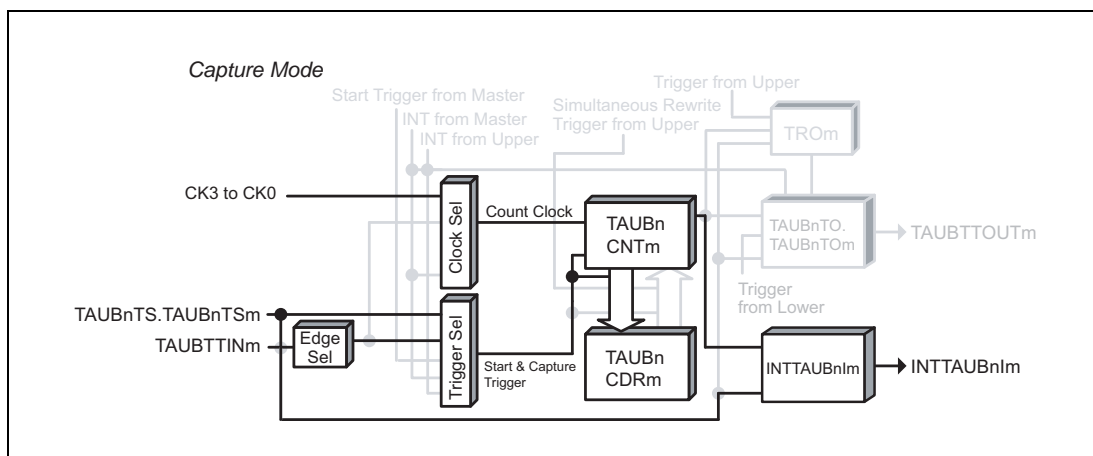 Capture Mode
Trigger from Upper
Start Trigger from Master
Simultaneous Rewrite
Trigger from Upper
INT from Master
INT from Upper
TROm
CK3 to CK0
Clock Sel
Count Clock
TAUBn
CNTm
TAUBnTO.
TAUBnTOm
TAUBTTOUTm
Trigger
from Lower
TAUBnTS.TAUBnTSm
TAUBTTINm
Edge
Sel
Trigger Sel
Start & Capture
Trigger
TAUBn
CDRm
INTTAUBnIm
INTTAUBnIm